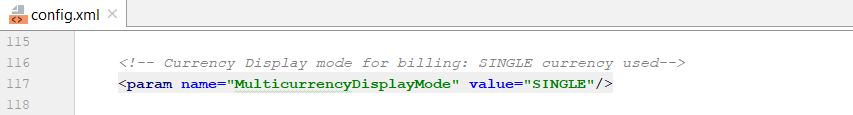 config.xml
115
116 <!-- Currency Display mode for billing: SINGLE currency used-->
117 <param name="MulticurrencyDisplayMode" value="SINGLE"/>
118